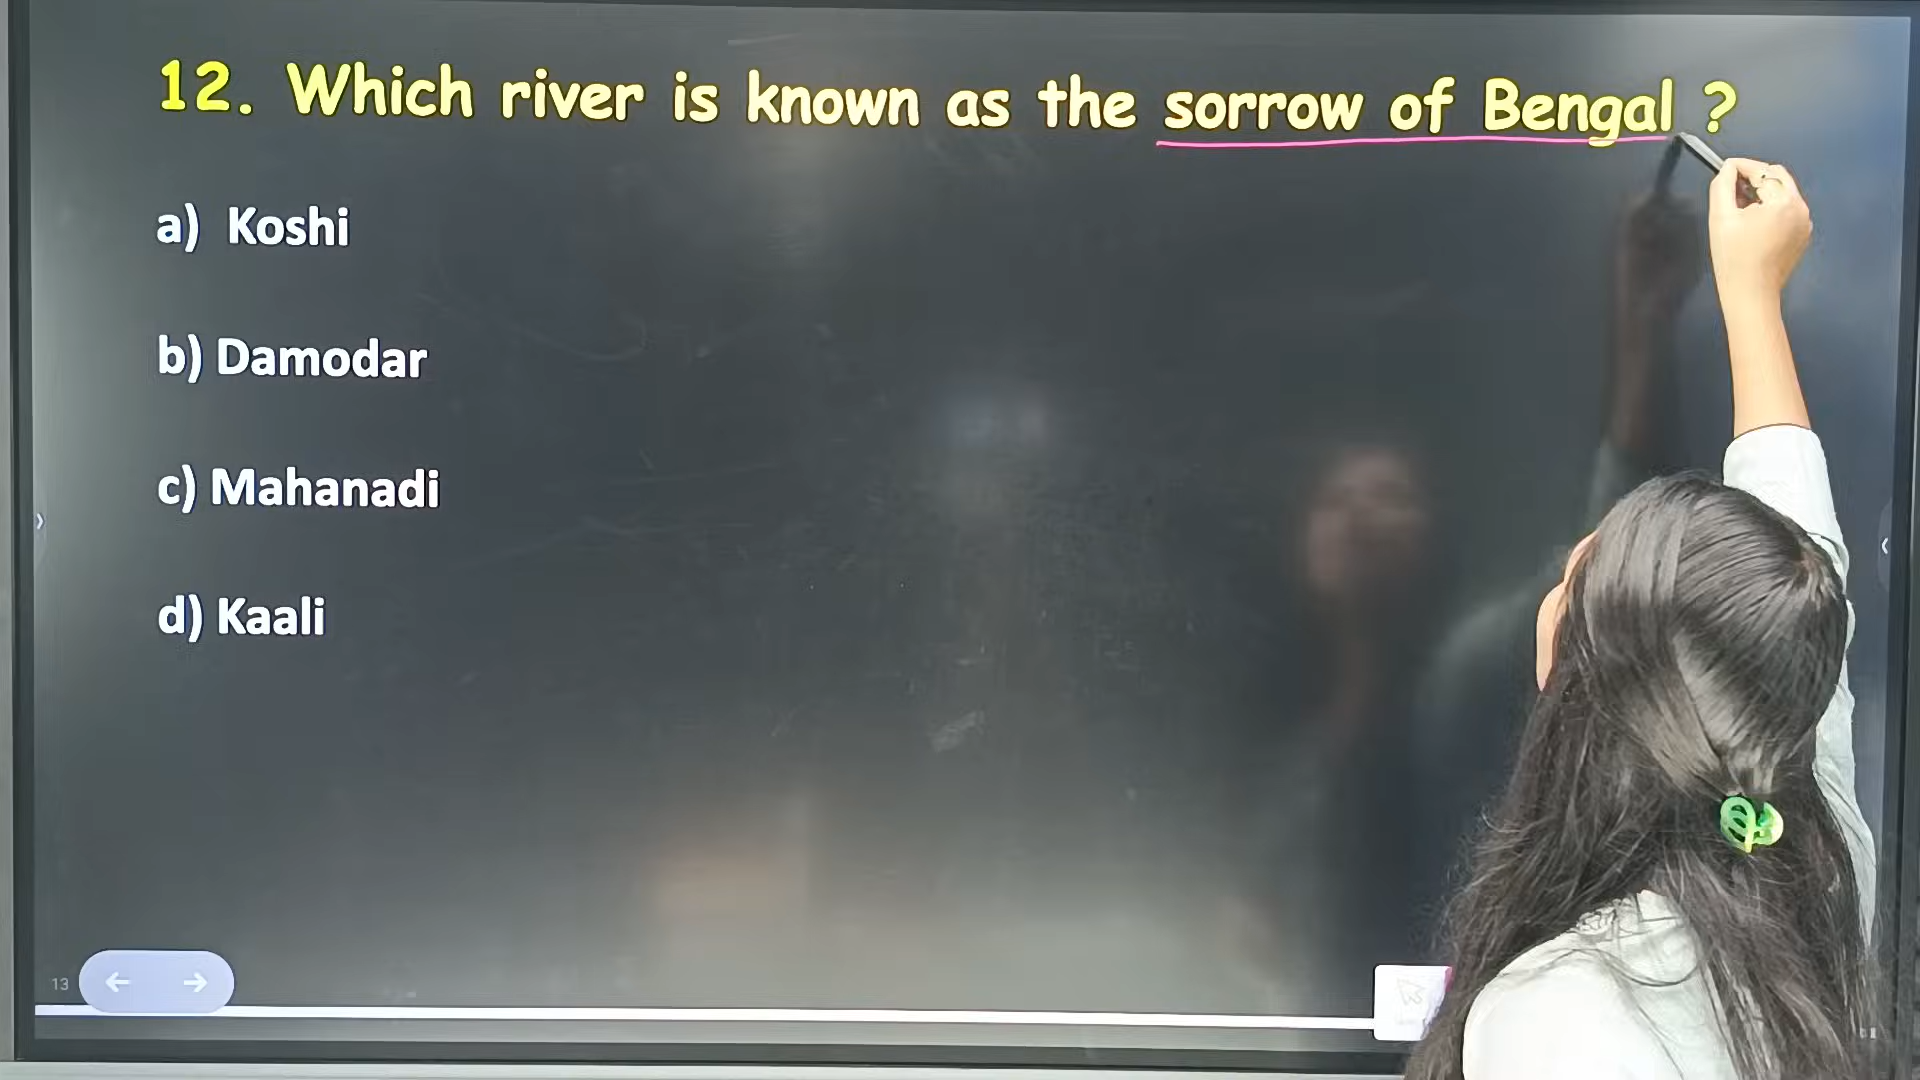 12. Which river is known as the sorrow of Bengal ?
a) Koshi
b) Damodar
c) Mahanadi
d) Kaali
13